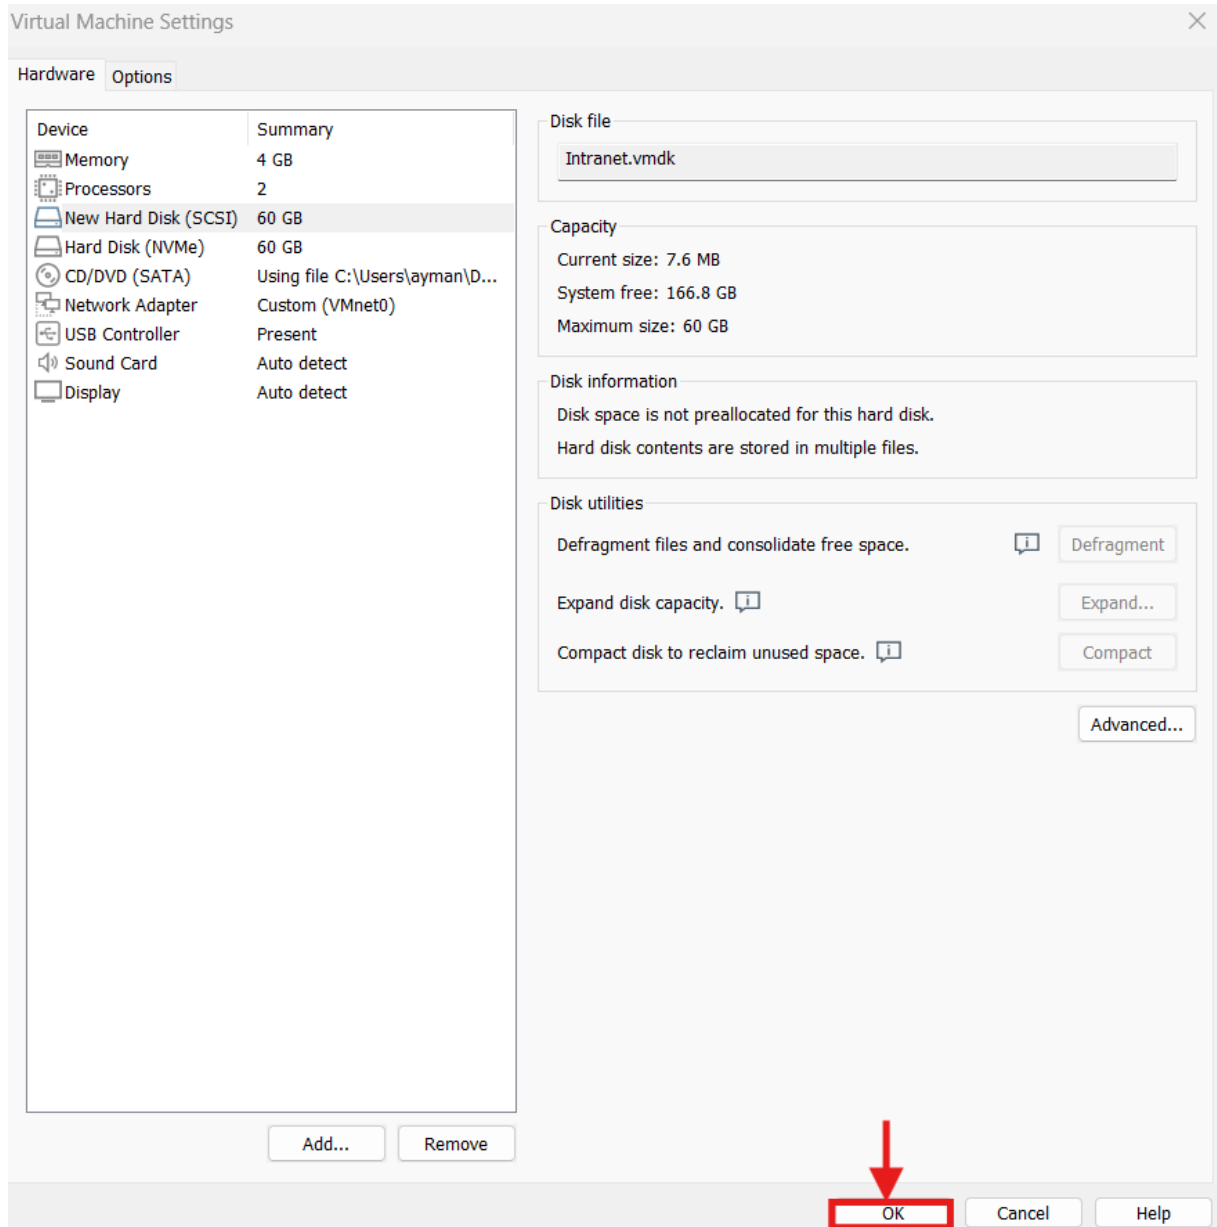 Virtual Machine Settings
Hardware Options
Device Summary
Memory 4 GB
Processors 2
New Hard Disk (SCSI) 60 GB
Hard Disk (NVMe) 60 GB
CD/DVD (SATA) Using file C:\Users\ayman\D...
Network Adapter Custom (VMnet0)
USB Controller Present
Sound Card Auto detect
Display Auto detect
Add... Remove
Disk file
Intranet.vmdk
Capacity
Current size: 7.6 MB
System free: 166.8 GB
Maximum size: 60 GB
Disk information
Disk space is not preallocated for this hard disk.
Hard disk contents are stored in multiple files.
Disk utilities
Defragment files and consolidate free space. Defragment
Expand disk capacity. Expand...
Compact disk to reclaim unused space. Compact
Advanced...
OK Cancel Help